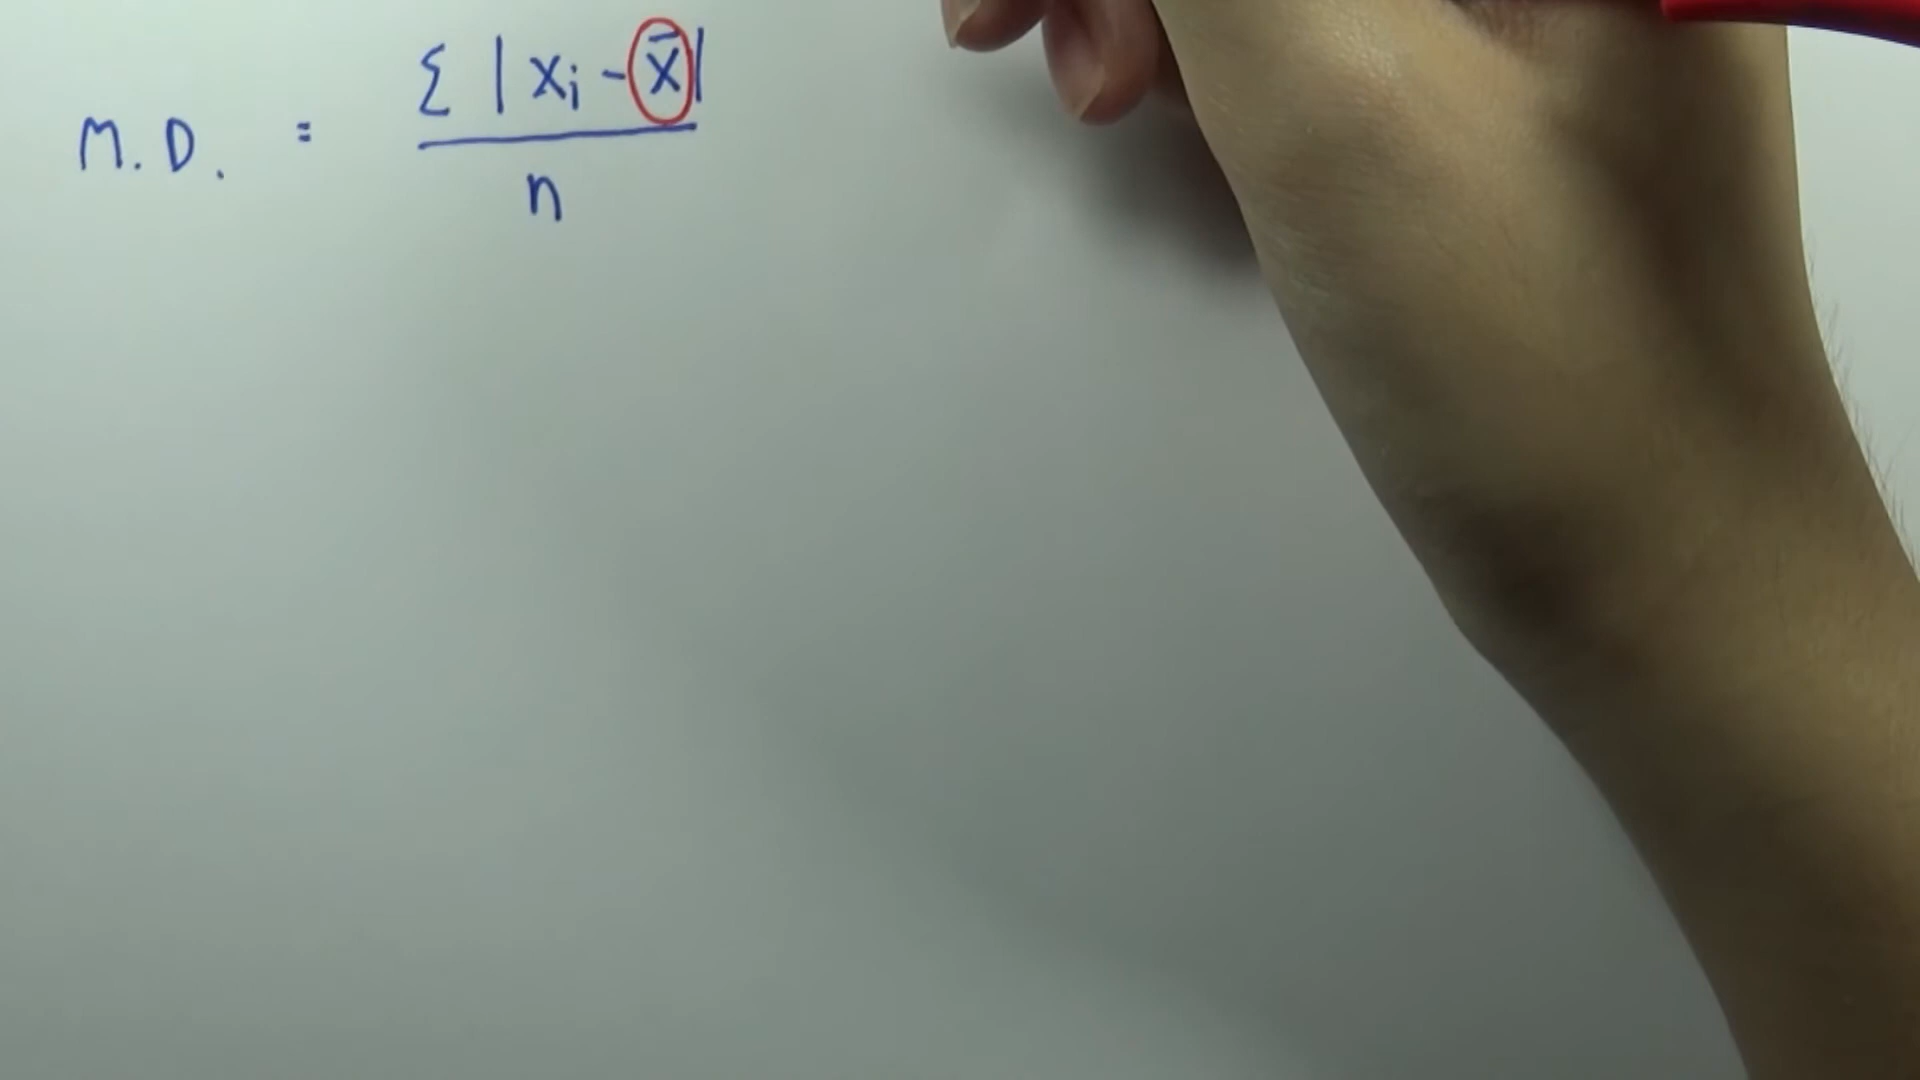 M.D. = Σ |xᵢ - x̄| / n